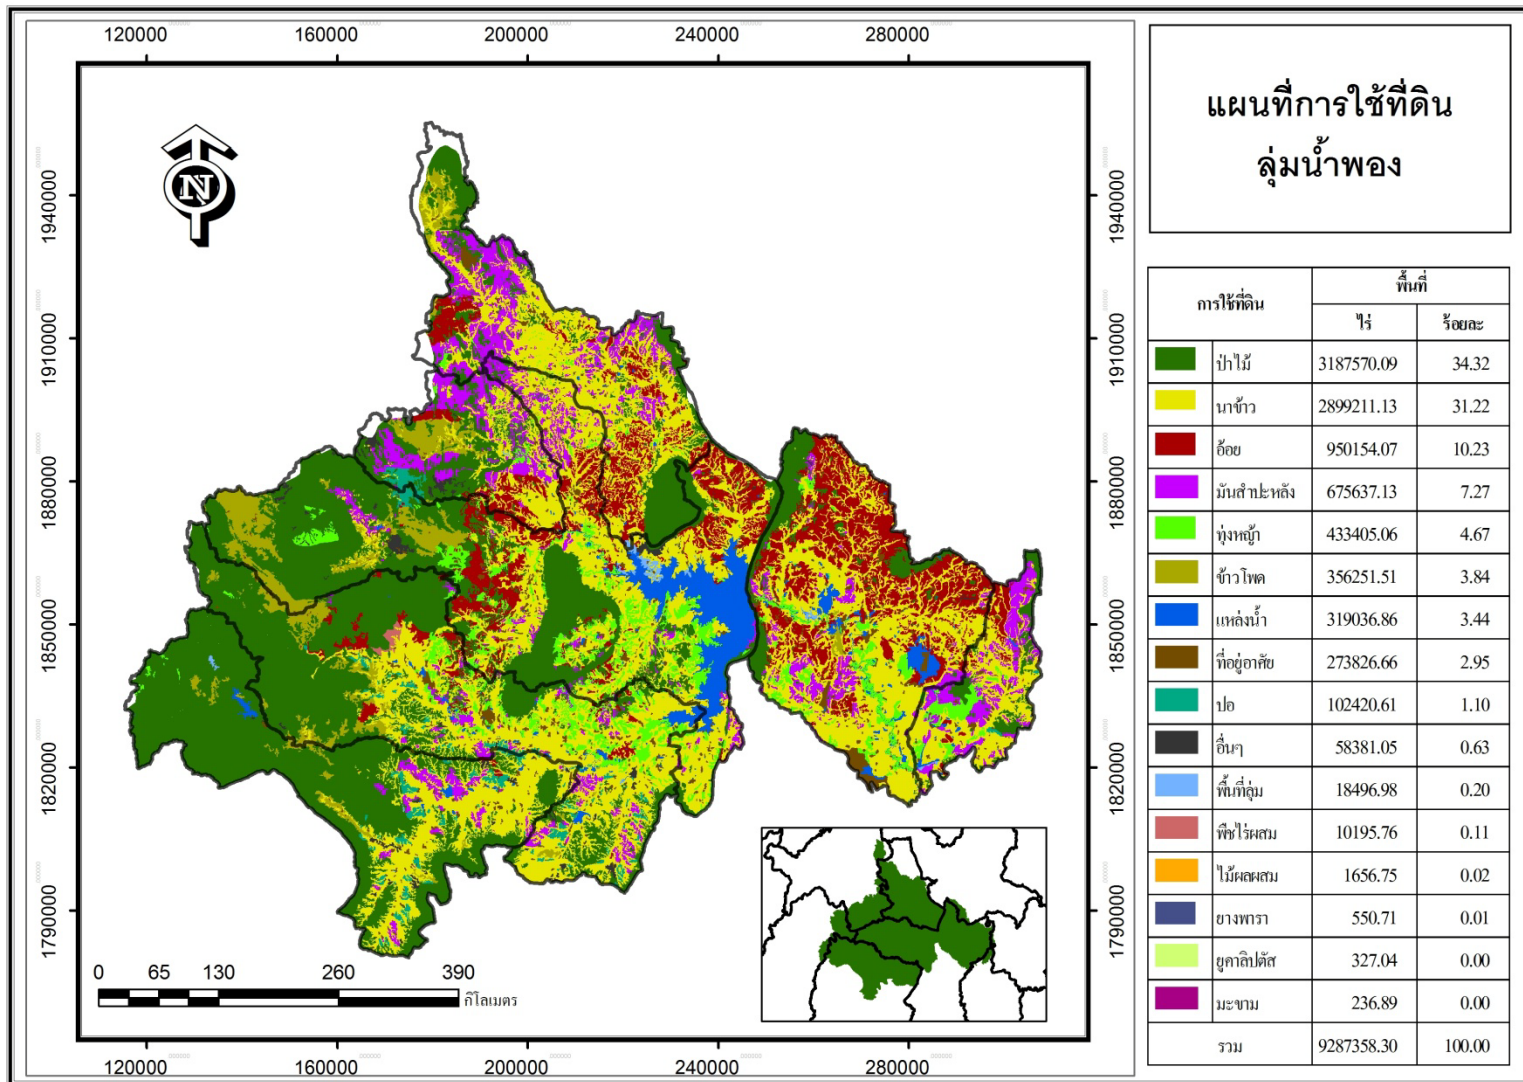 120000 160000 200000 240000 280000
แผนที่การใช้ที่ดิน
ลุ่มน้ำพอง
N
1940000 1940000
1910000 1910000
1880000 1880000
1850000 1850000
1820000 1820000
1790000 1790000
0 65 130 260 390
กิโลเมตร
120000 160000 200000 240000 280000
การใช้ที่ดิน พื้นที่
ไร่ ร้อยละ
ป่าไม้ 3187570.09 34.32
นาข้าว 2899211.13 31.22
อ้อย 950154.07 10.23
มันสำปะหลัง 675637.13 7.27
ทุ่งหญ้า 433405.06 4.67
ข้าวโพด 356251.51 3.84
แหล่งน้ำ 319036.86 3.44
ที่อยู่อาศัย 273826.66 2.95
ปอ 102420.61 1.10
อื่นๆ 58381.05 0.63
พื้นที่ลุ่ม 18496.98 0.20
พืชไร่ผสม 10195.76 0.11
ไม้ผลผสม 1656.75 0.02
ยางพารา 550.71 0.01
ยูคาลิปตัส 327.04 0.00
มะขาม 236.89 0.00
รวม 9287358.30 100.00